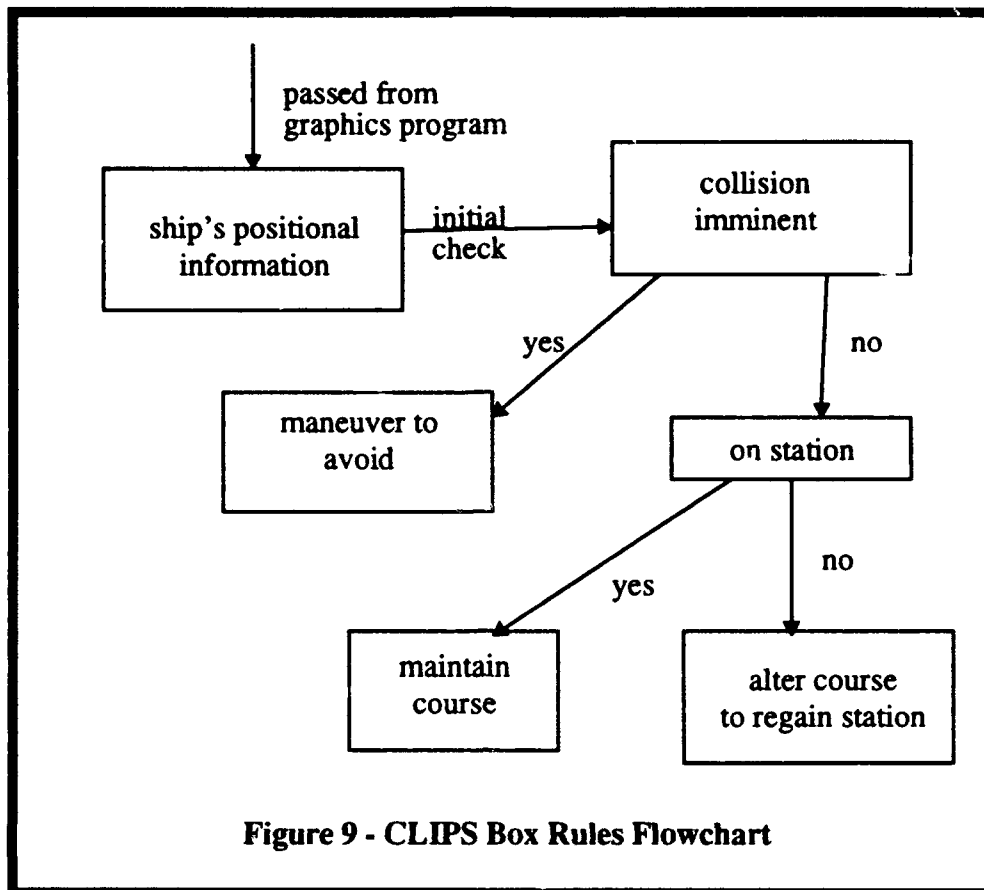 passed from
graphics program
ship's positional
information
initial
check
collision
imminent
yes
no
maneuver to
avoid
on station
yes
no
maintain
course
alter course
to regain station
Figure 9 - CLIPS Box Rules Flowchart